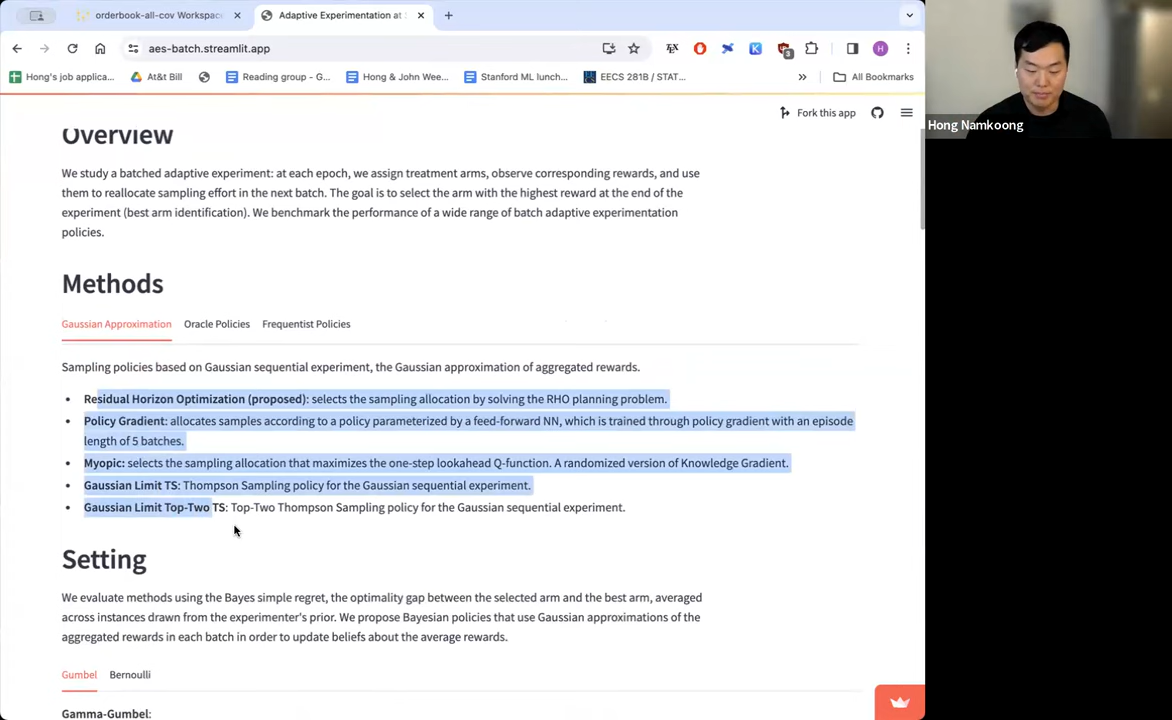 orderbook-all-cov Workspac
Adaptive Experimentation at
aes-batch.streamlit.app
3
H
Hong's job applica...
At&t Bill
Reading group - G...
Hong & John Wee...
Stanford ML lunch...
EECS 281B / STAT...
All Bookmarks
Fork this app
Hong Namkoong
Overview
We study a batched adaptive experiment: at each epoch, we assign treatment arms, observe corresponding rewards, and use
them to reallocate sampling effort in the next batch. The goal is to select the arm with the highest reward at the end of the
experiment (best arm identification). We benchmark the performance of a wide range of batch adaptive experimentation
policies.
Methods
Gaussian Approximation
Oracle Policies
Frequentist Policies
Sampling policies based on Gaussian sequential experiment, the Gaussian approximation of aggregated rewards.
• Residual Horizon Optimization (proposed): selects the sampling allocation by solving the RHO planning problem.
• Policy Gradient: allocates samples according to a policy parameterized by a feed-forward NN, which is trained through policy gradient with an episode
length of 5 batches.
• Myopic: selects the sampling allocation that maximizes the one-step lookahead Q-function. A randomized version of Knowledge Gradient.
• Gaussian Limit TS: Thompson Sampling policy for the Gaussian sequential experiment.
• Gaussian Limit Top-Two TS: Top-Two Thompson Sampling policy for the Gaussian sequential experiment.
Setting
We evaluate methods using the Bayes simple regret, the optimality gap between the selected arm and the best arm, averaged
across instances drawn from the experimenter's prior. We propose Bayesian policies that use Gaussian approximations of the
aggregated rewards in each batch in order to update beliefs about the average rewards.
Gumbel
Bernoulli
Gamma-Gumbel: